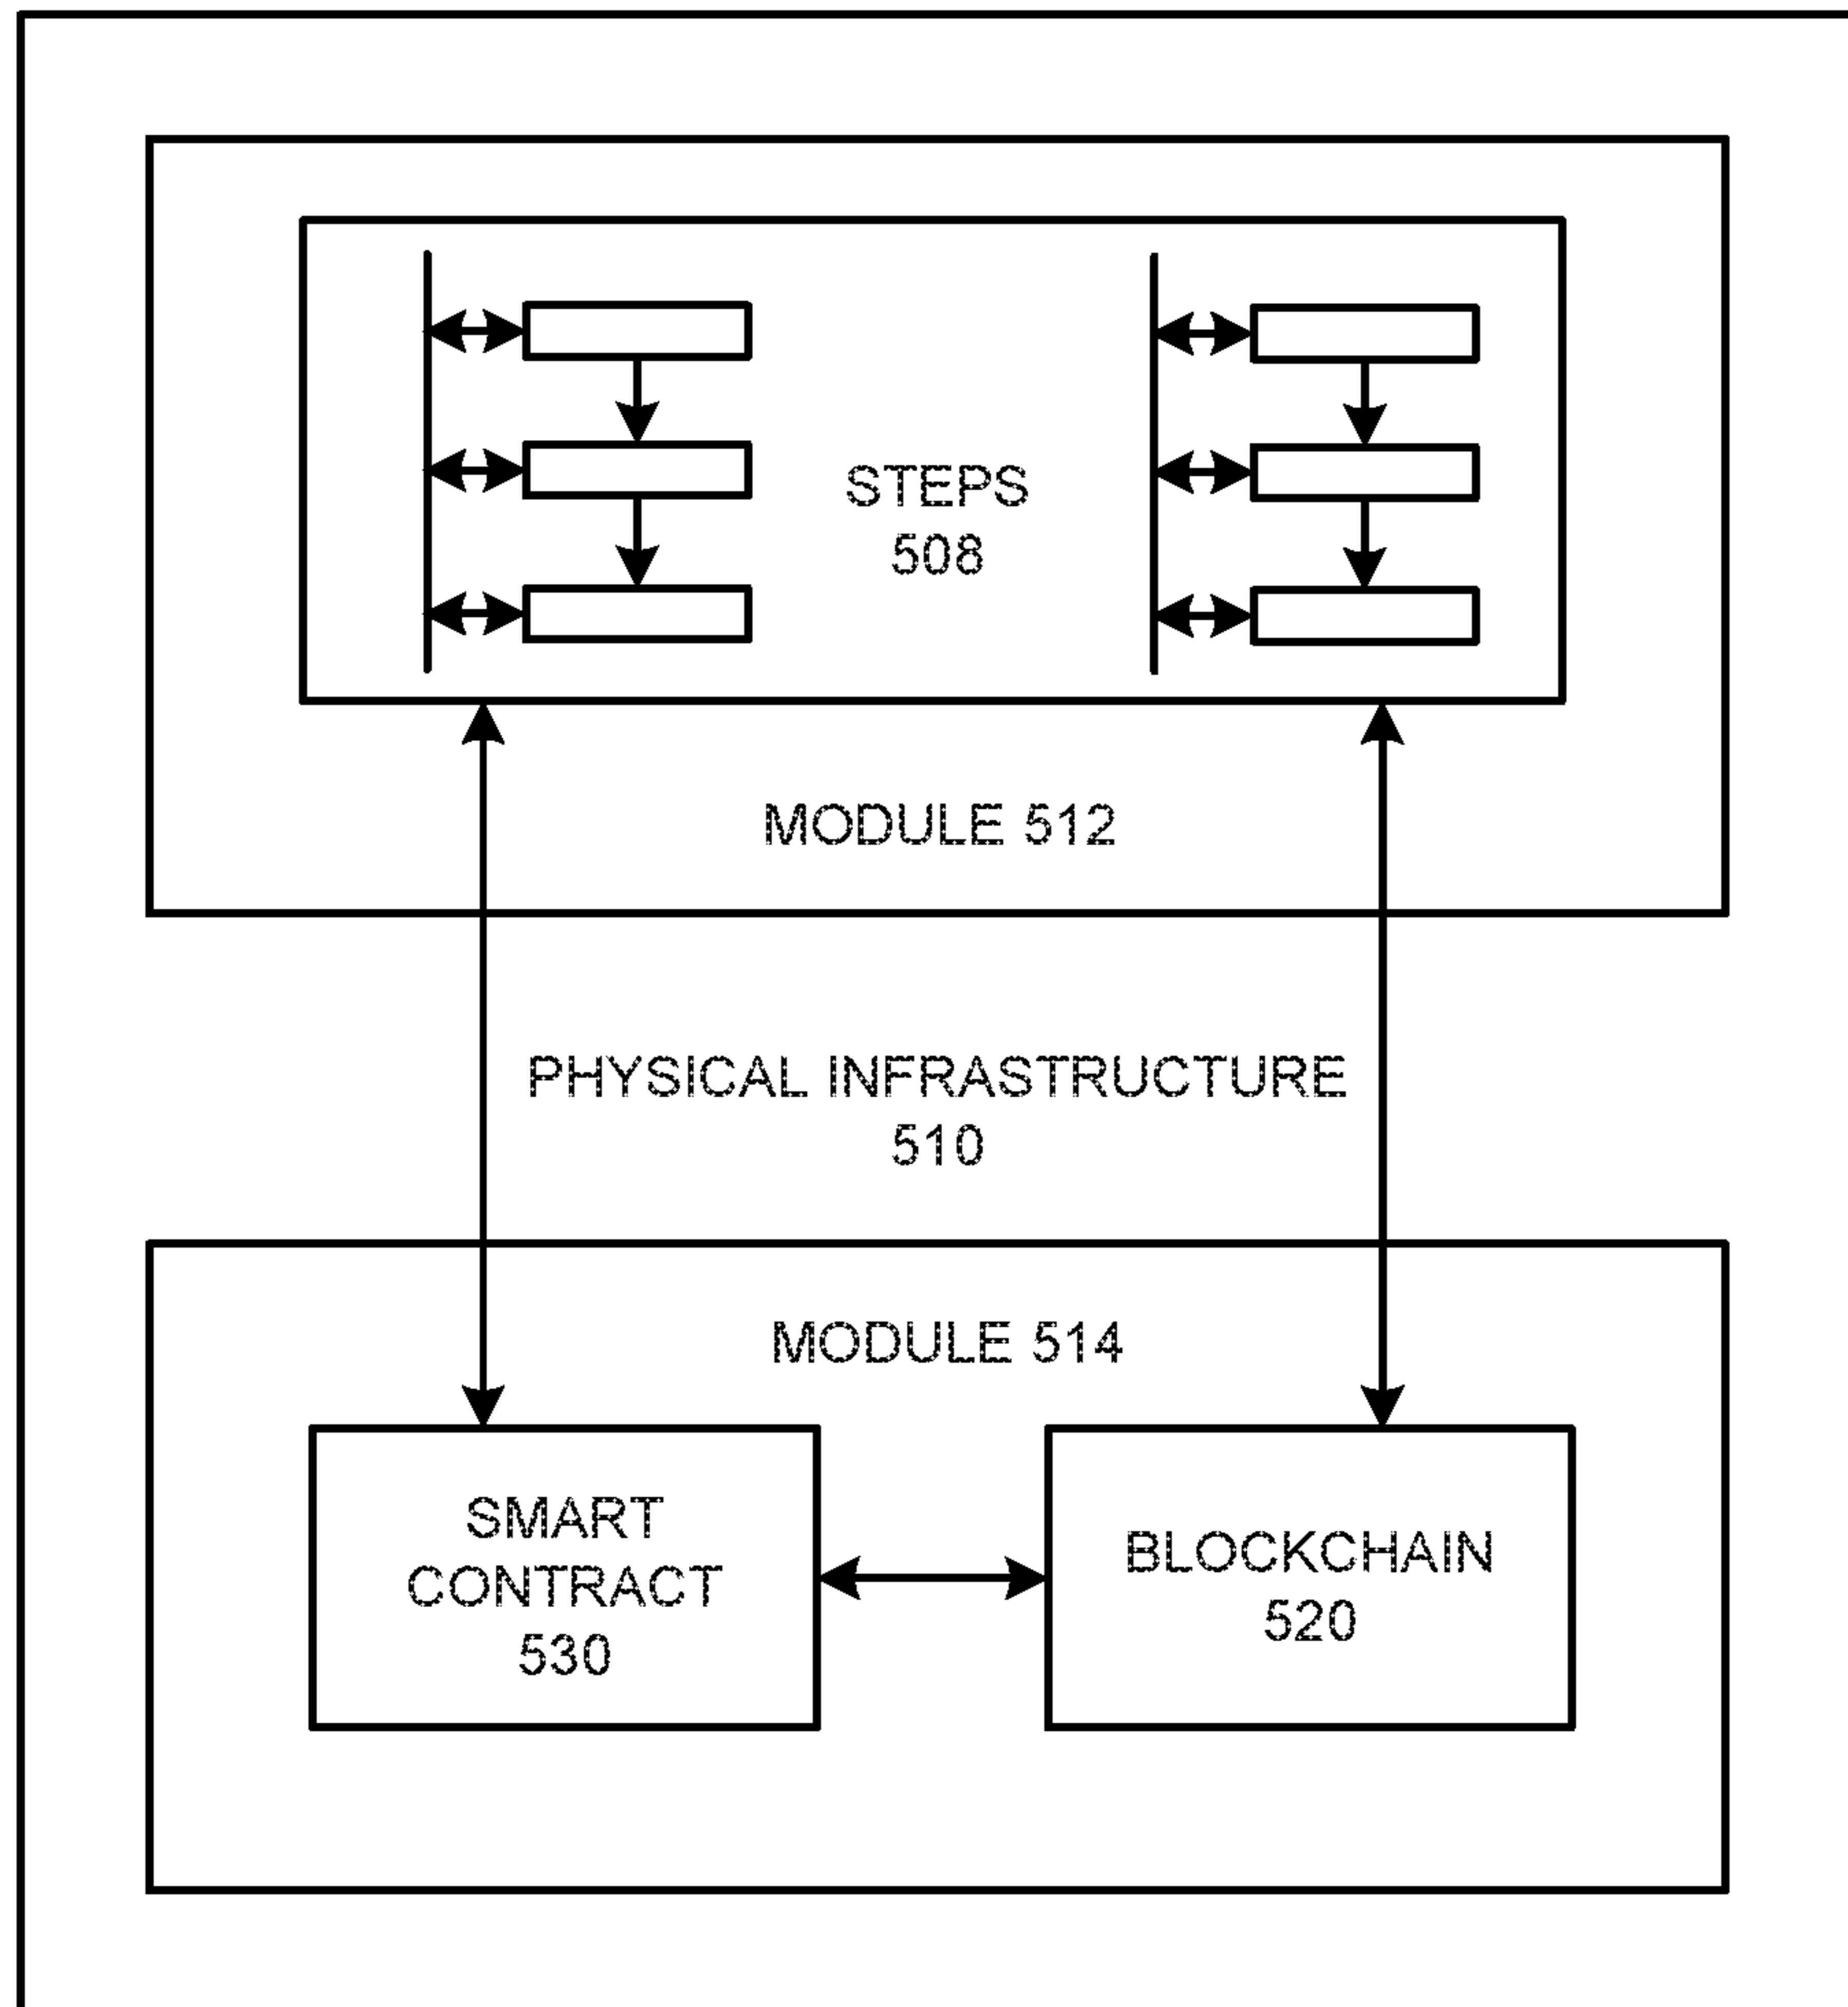 STEPS
508
MODULE 512
PHYSICAL INFRASTRUCTURE
510
MODULE 514
SMART
CONTRACT
530
BLOCKCHAIN
520